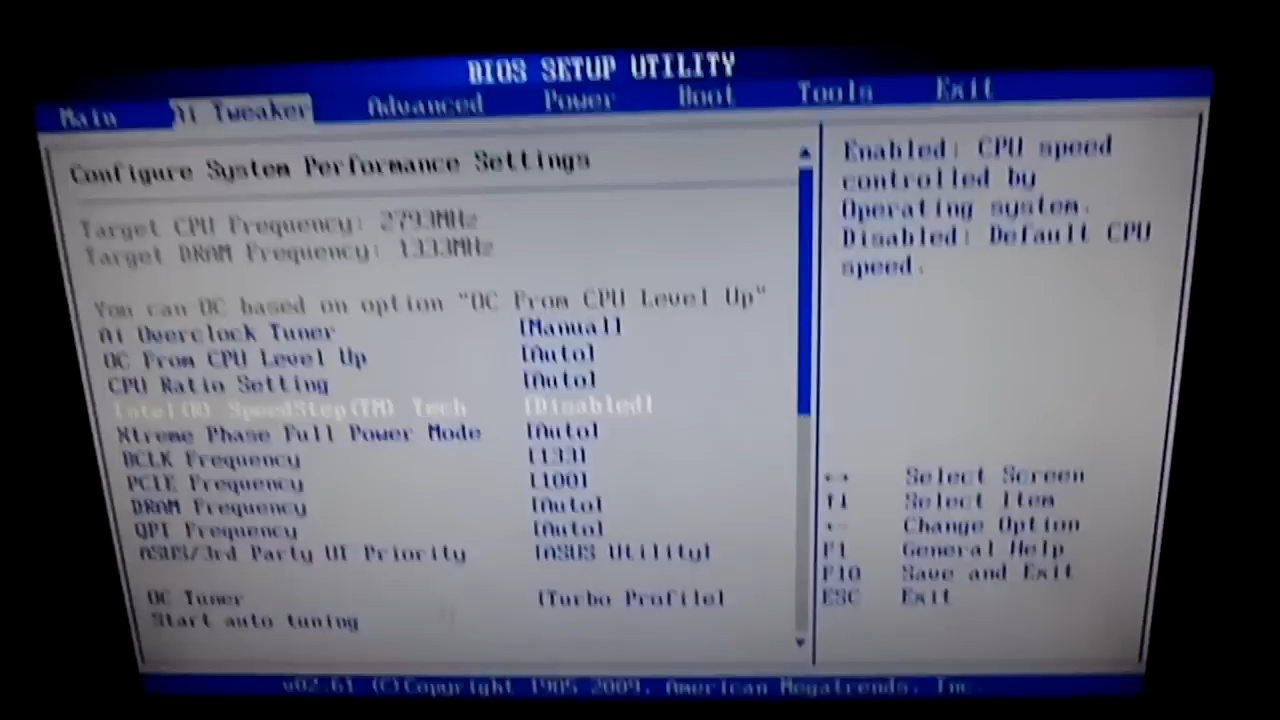 BIOS SETUP UTILITY
Main Ai Tweaker Advanced Power Boot Tools Exit
Configure System Performance Settings
Target CPU Frequency: 2793MHz
Target DRAM Frequency: 1333MHz
You can OC based on option "OC From CPU Level Up"
Ai Overclock Tuner [Manual]
OC From CPU Level Up [Auto]
CPU Ratio Setting [Auto]
Intel(R) SpeedStep(TM) Tech [Disabled]
Xtreme Phase Full Power Mode [Auto]
BCLK Frequency [133]
PCIE Frequency [100]
DRAM Frequency [Auto]
QPI Frequency [Auto]
ASUS/3rd Party UI Priority [ASUS Utility]
OC Tuner [Turbo Profile]
Start auto tuning
Enabled: CPU speed
controlled by
Operating system.
Disabled: Default CPU
speed.
↔ Select Screen
↑↓ Select Item
+- Change Option
F1 General Help
F10 Save and Exit
ESC Exit
v02.61 (C)Copyright 1985-2009, American Megatrends, Inc.